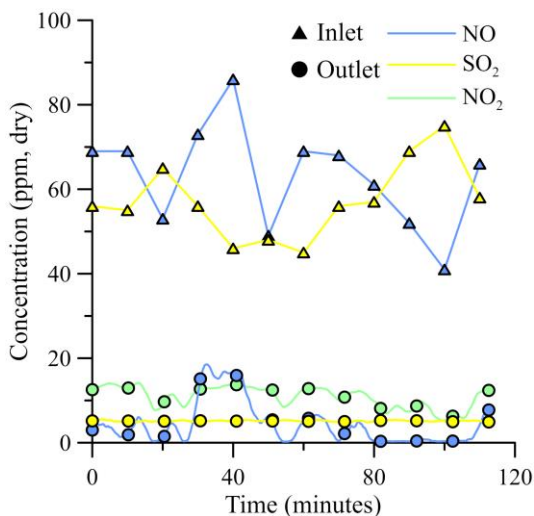 100
80
60
40
20
0
Concentration (ppm, dry)
Inlet
Outlet
NO
SO₂
NO₂
0 40 80 120
Time (minutes)